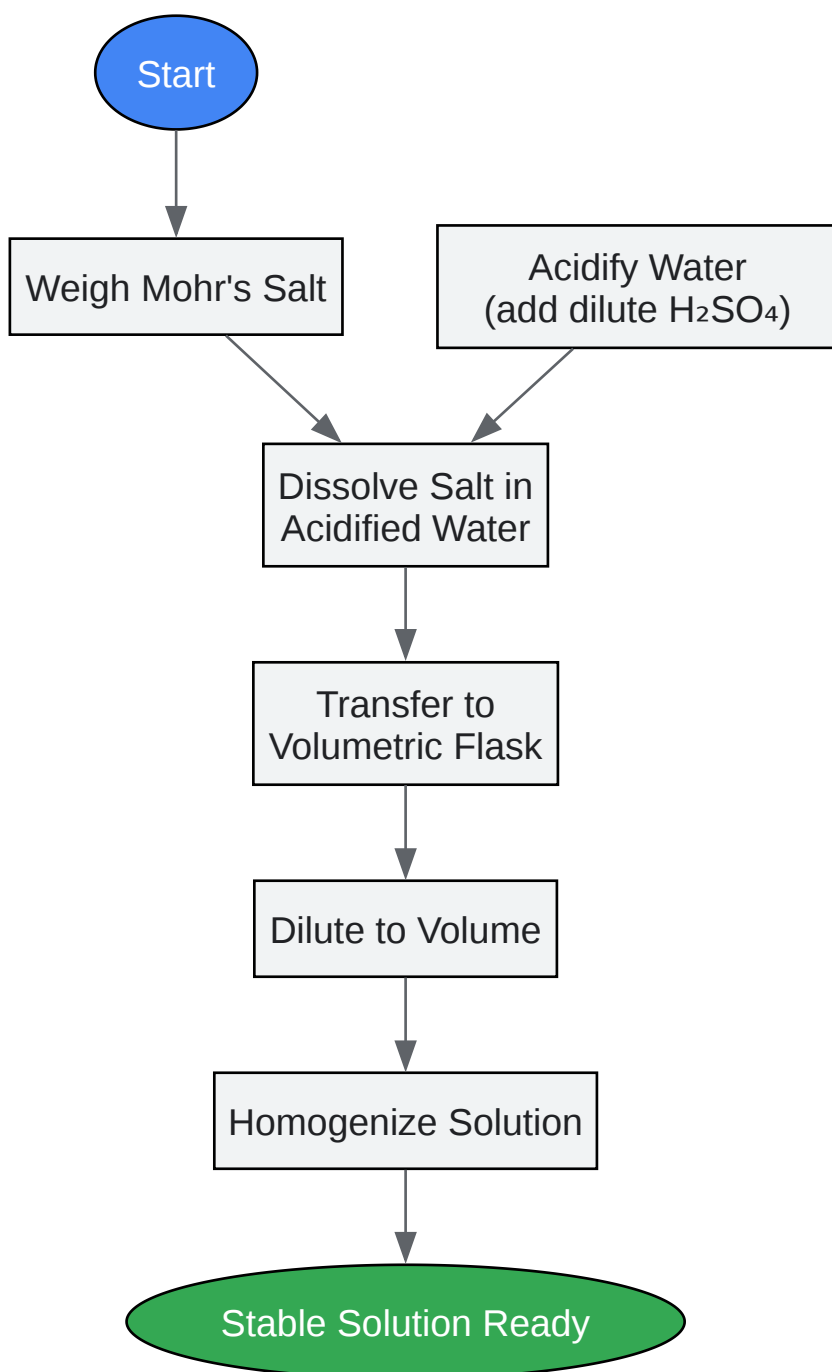 Start
Weigh Mohr's Salt
Acidify Water
(add dilute H₂SO₄)
Dissolve Salt in
Acidified Water
Transfer to
Volumetric Flask
Dilute to Volume
Homogenize Solution
Stable Solution Ready